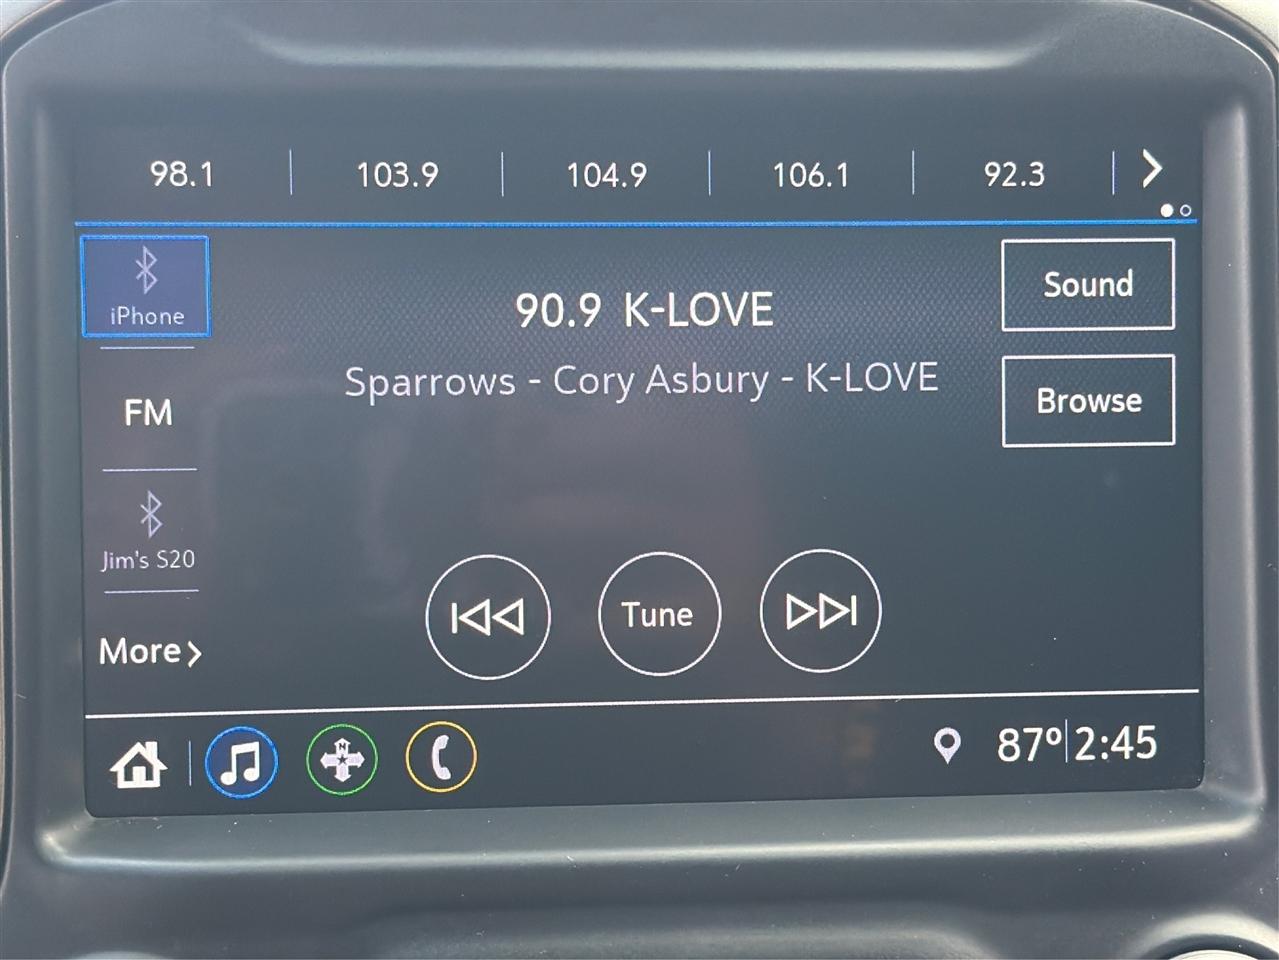 98.1 103.9 104.9 106.1 92.3
iPhone
FM
Jim's S20
More
90.9 K-LOVE
Sparrows - Cory Asbury - K-LOVE
Sound
Browse
Tune
N
87° 2:45